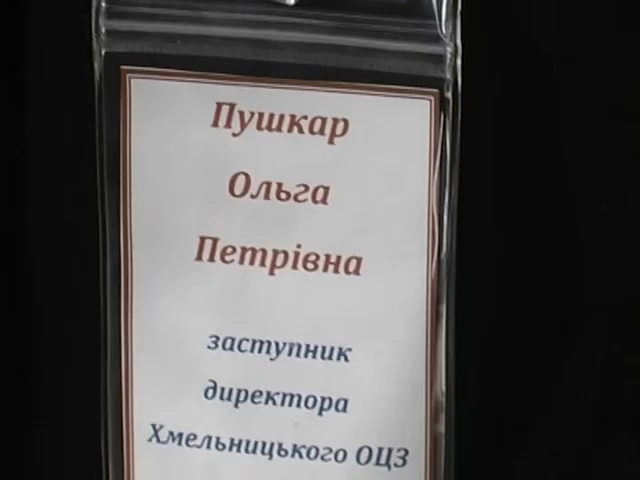 Пушкар
Ольга
Петрівна
заступник
директора
Хмельницького ОЦЗ